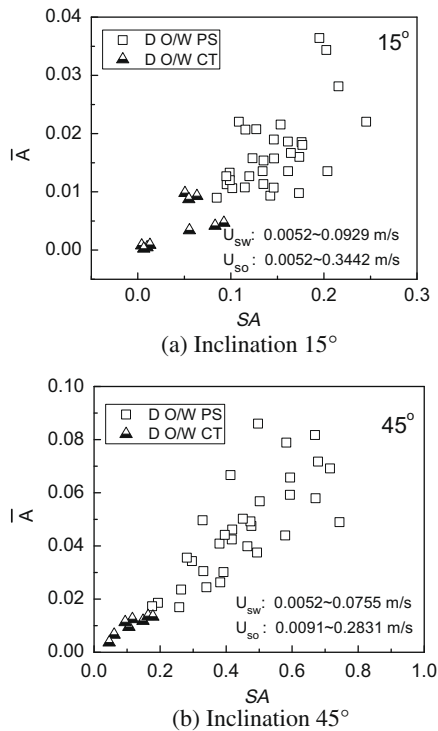 0.04
0.03
0.02
0.01
0.00
A̅
D O/W PS
D O/W CT
15°
U_sw: 0.0052~0.0929 m/s
U_so: 0.0052~0.3442 m/s
0.0 0.1 0.2 0.3
SA
(a) Inclination 15°
0.10
0.08
0.06
0.04
0.02
0.00
A̅
D O/W PS
D O/W CT
45°
U_sw: 0.0052~0.0755 m/s
U_so: 0.0091~0.2831 m/s
0.0 0.2 0.4 0.6 0.8 1.0
SA
(b) Inclination 45°